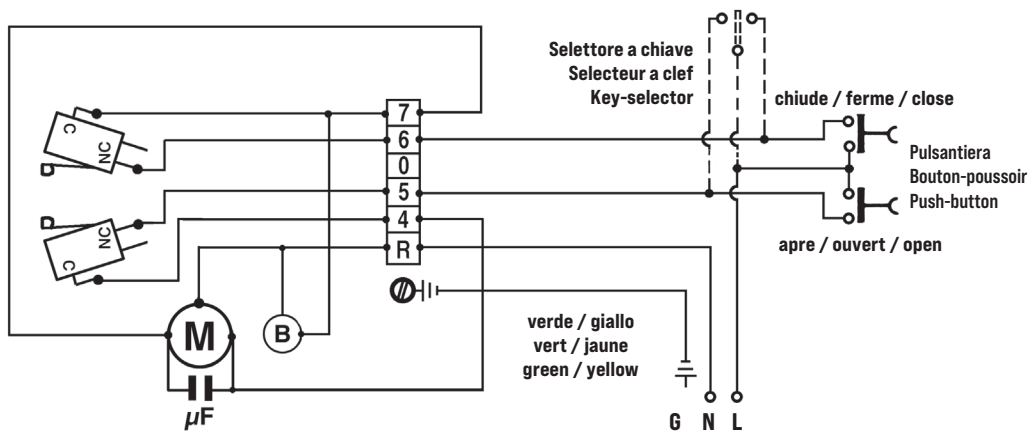 Selettore a chiave
Selecteur a clef
Key-selector
chiude / ferme / close
Pulsantiera
Bouton-poussoir
Push-button
apre / ouvert / open
C
NC
NC
C
7
6
0
5
4
R
M
B
µF
verde / giallo
vert / jaune
green / yellow
G N L